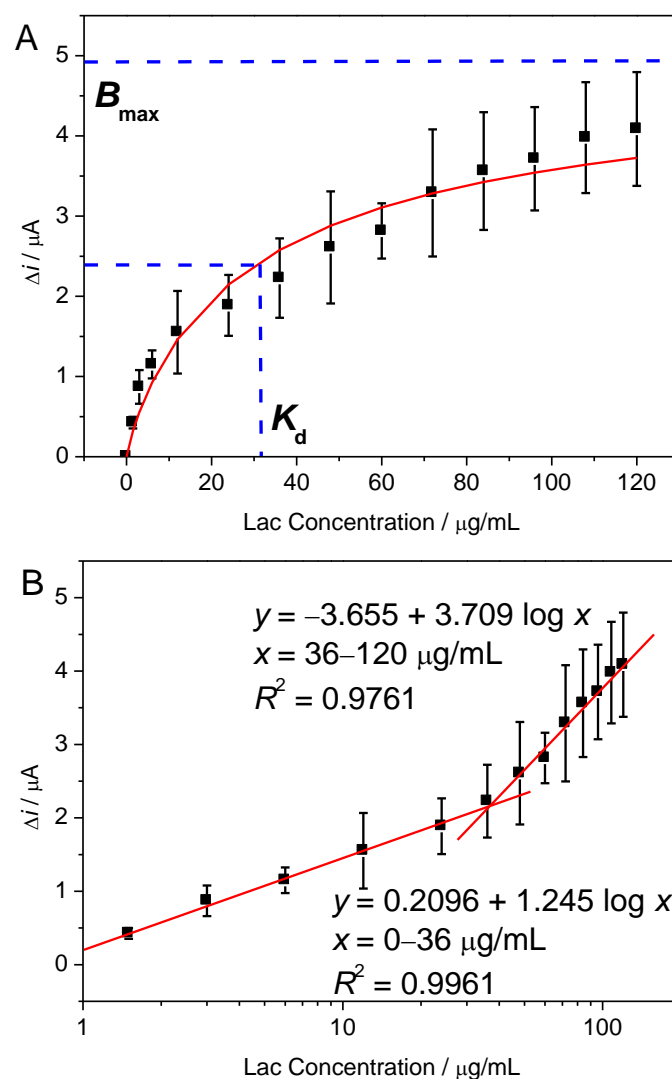 A
5
4
3
2
1
0
Δi / μA
B max
K d
0 20 40 60 80 100 120
Lac Concentration / μg/mL
B
5
4
3
2
1
0
Δi / μA
y = −3.655 + 3.709 log x
x = 36–120 μg/mL
R² = 0.9761
y = 0.2096 + 1.245 log x
x = 0–36 μg/mL
R² = 0.9961
1 10 100
Lac Concentration / μg/mL